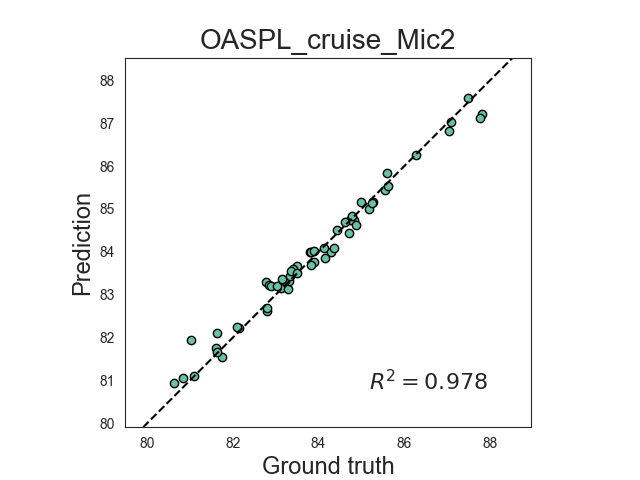 OASPL_cruise_Mic2
88
87
86
85
84
83
82
81
80
Prediction
R² = 0.978
80 82 84 86 88
Ground truth